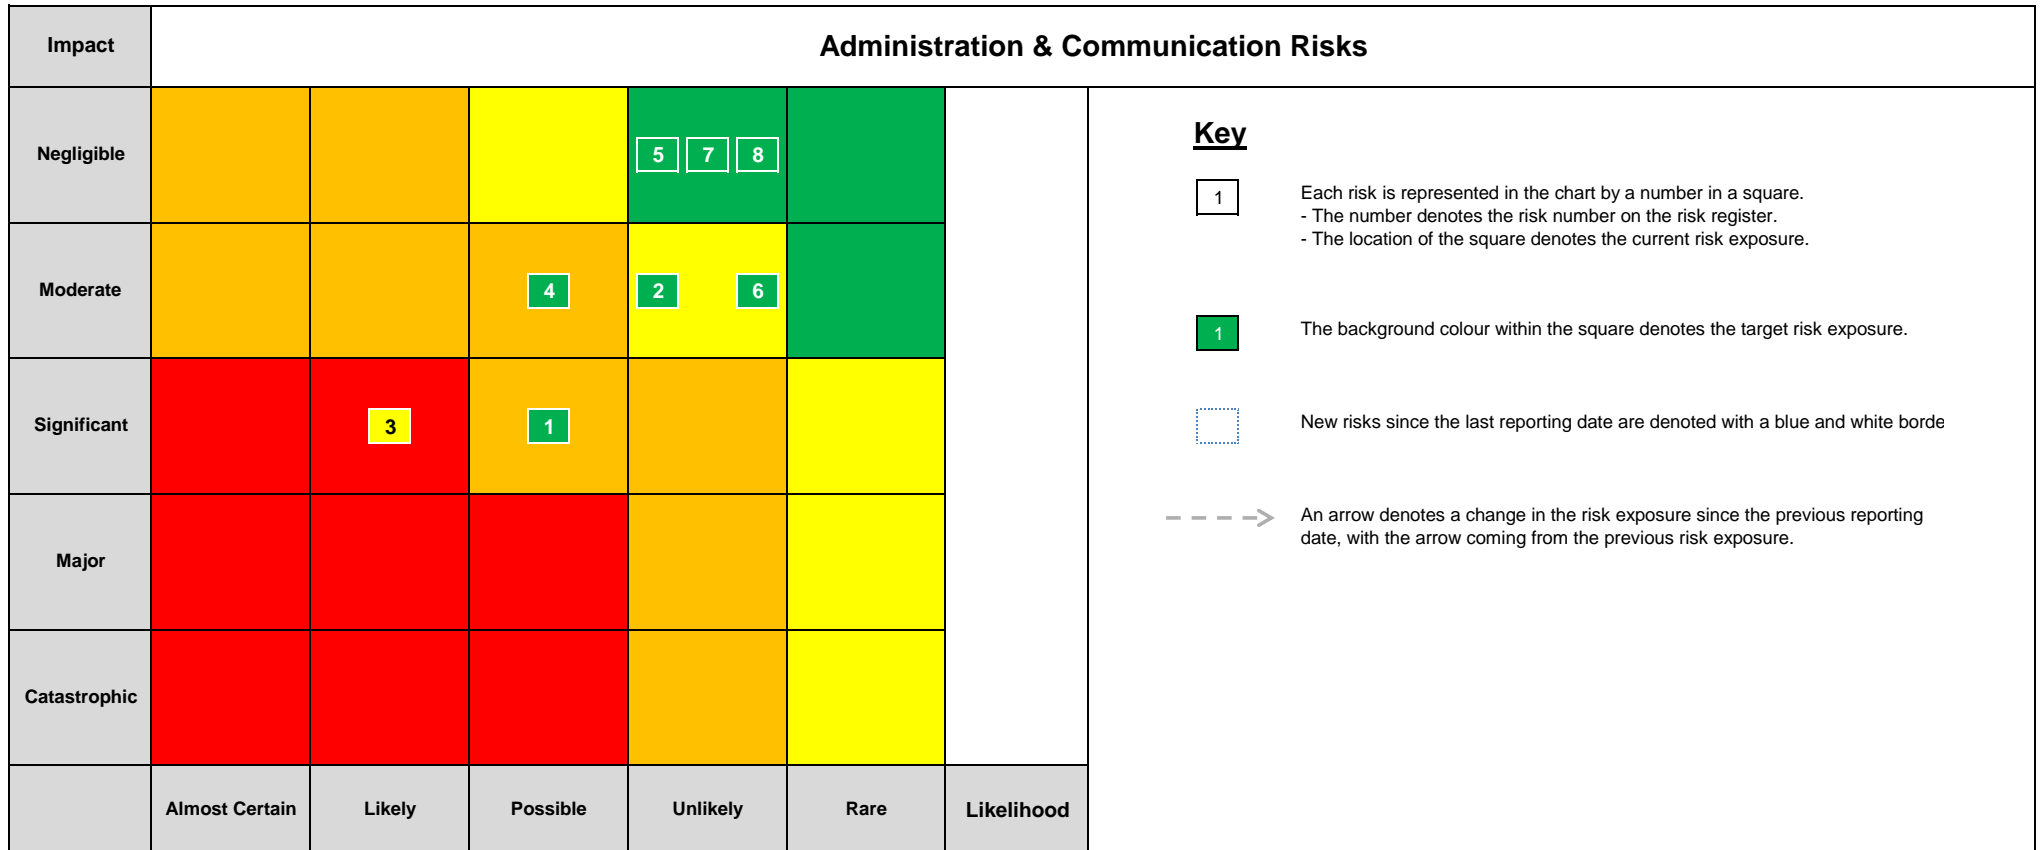 Impact
Administration & Communication Risks
Negligible
5 7 8
Moderate
4 2 6
Significant
3 1
Major
Catastrophic
Almost Certain Likely Possible Unlikely Rare Likelihood
Key
1
Each risk is represented in the chart by a number in a square.
- The number denotes the risk number on the risk register.
- The location of the square denotes the current risk exposure.
1
The background colour within the square denotes the target risk exposure.
New risks since the last reporting date are denoted with a blue and white borde
An arrow denotes a change in the risk exposure since the previous reporting
date, with the arrow coming from the previous risk exposure.